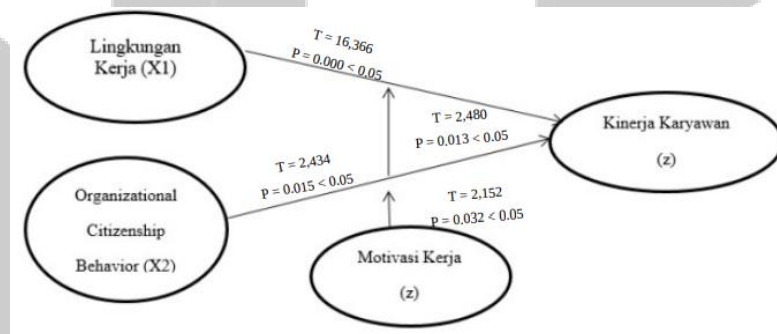 Lingkungan
Kerja (X1)
T = 16,366
P = 0.000 < 0.05
T = 2,480
P = 0.013 < 0.05
Kinerja Karyawan
(z)
T = 2,434
P = 0.015 < 0.05
Organizational
Citizenship
Behavior (X2)
T = 2,152
P = 0.032 < 0.05
Motivasi Kerja
(z)